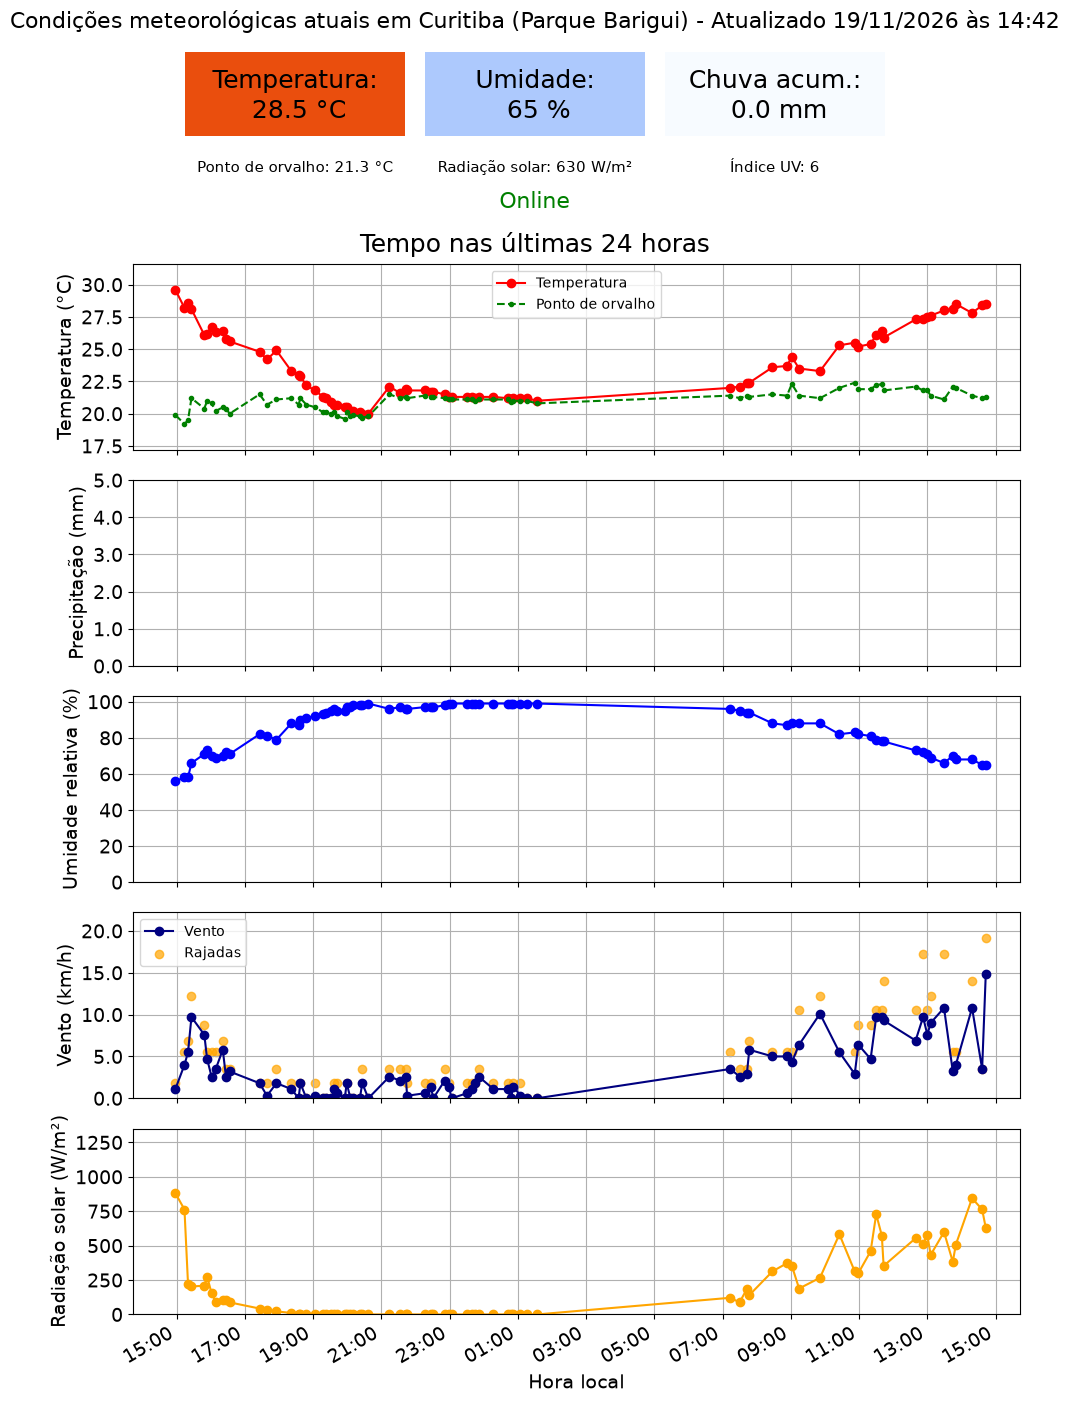 Condições meteorológicas atuais em Curitiba (Parque Barigui) - Atualizado 19/11/2026 às 14:42
Temperatura:
28.5 °C
Umidade:
65 %
Chuva acum.:
0.0 mm
Ponto de orvalho: 21.3 °C
Radiação solar: 630 W/m²
Índice UV: 6
Online
Tempo nas últimas 24 horas
Temperatura (°C)
30.0
27.5
25.0
22.5
20.0
17.5
Temperatura
Ponto de orvalho
Precipitação (mm)
5.0
4.0
3.0
2.0
1.0
0.0
Umidade relativa (%)
100
80
60
40
20
0
Vento (km/h)
20.0
15.0
10.0
5.0
0.0
Vento
Rajadas
Radiação solar (W/m²)
1250
1000
750
500
250
0
15:00
17:00
19:00
21:00
23:00
01:00
03:00
05:00
07:00
09:00
11:00
13:00
15:00
Hora local